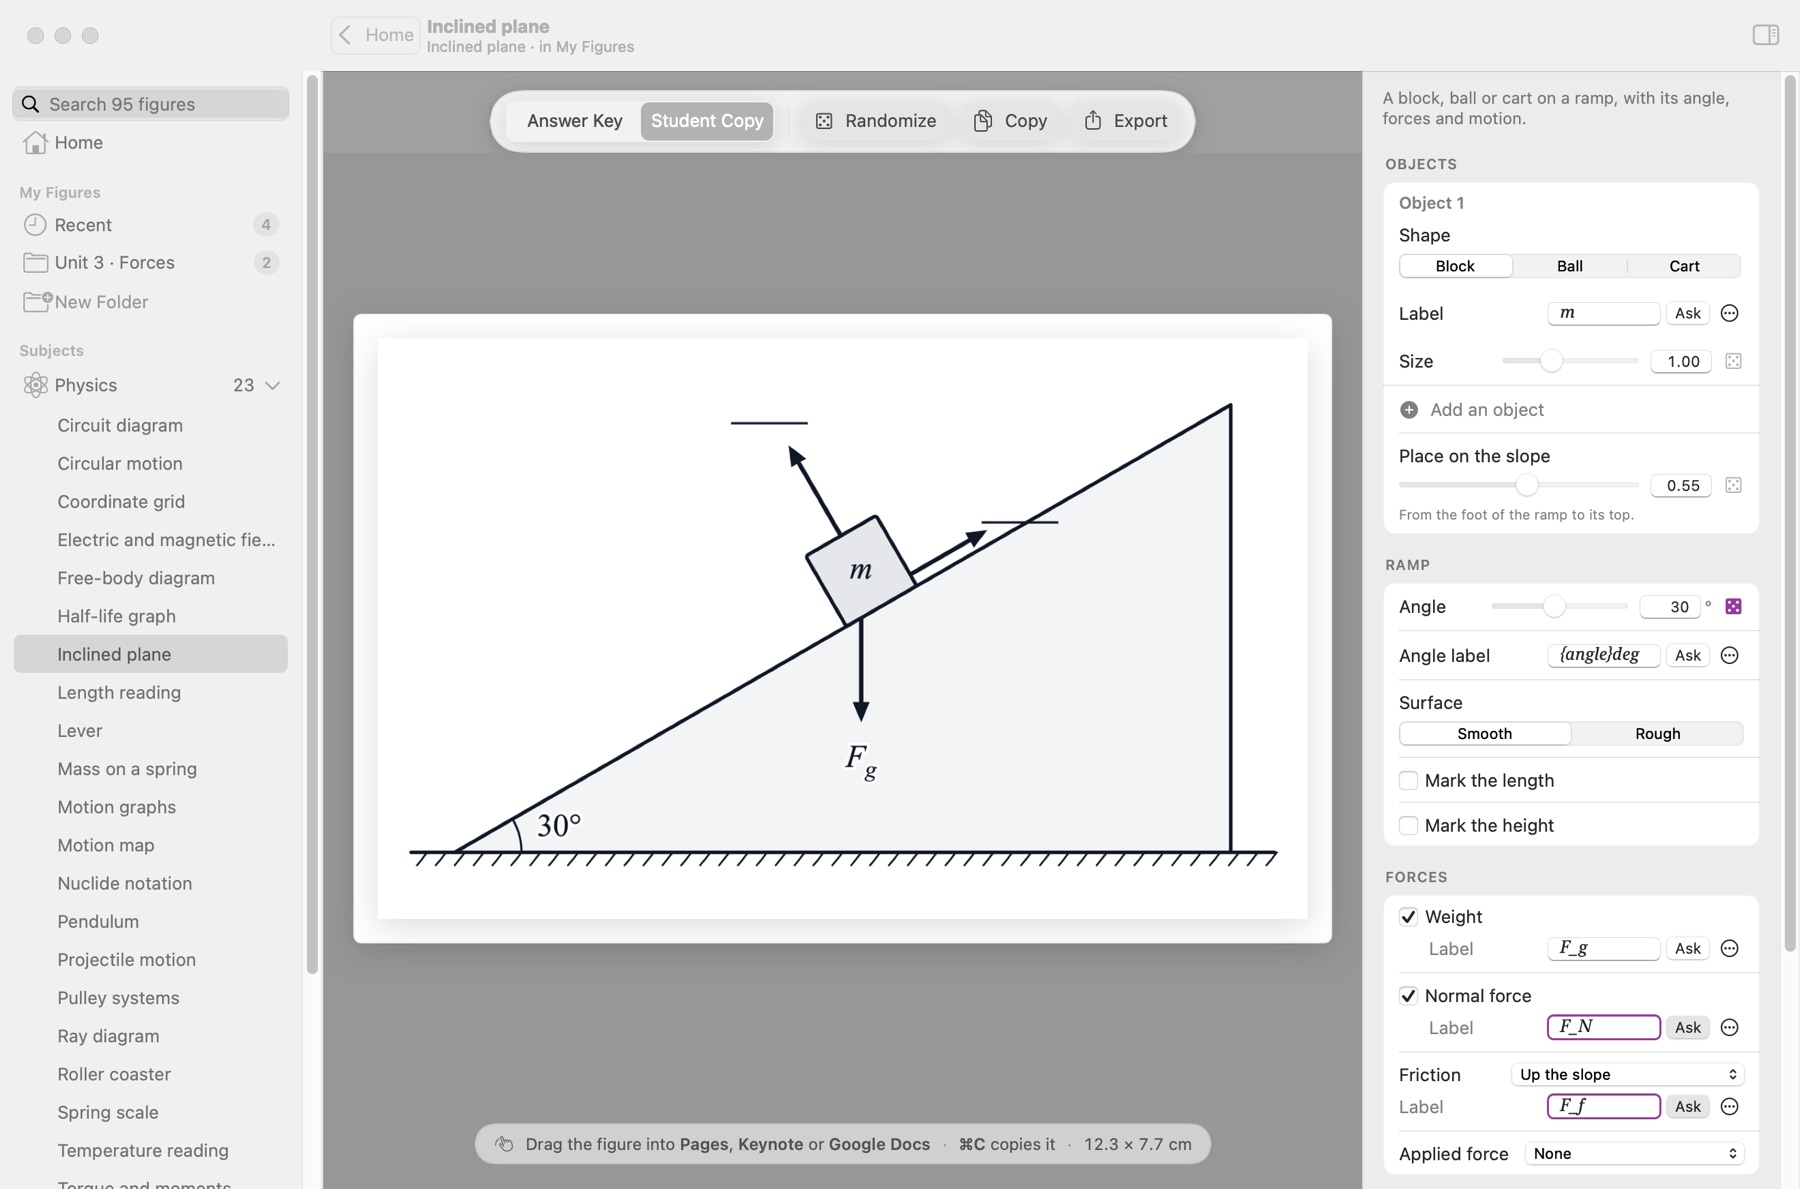 Home
Inclined plane
Inclined plane · in My Figures
Search 95 figures
Home
My Figures
Recent 4
Unit 3 · Forces 2
New Folder
Subjects
Physics 23
Circuit diagram
Circular motion
Coordinate grid
Electric and magnetic fie...
Free-body diagram
Half-life graph
Inclined plane
Length reading
Lever
Mass on a spring
Motion graphs
Motion map
Nuclide notation
Pendulum
Projectile motion
Pulley systems
Ray diagram
Roller coaster
Spring scale
Temperature reading
Torque and moments
Answer Key Student Copy Randomize Copy Export
m
F_g
30°
Drag the figure into Pages, Keynote or Google Docs · ⌘C copies it · 12.3 × 7.7 cm
A block, ball or cart on a ramp, with its angle,
forces and motion.
OBJECTS
Object 1
Shape
Block Ball Cart
Label m Ask
Size 1.00
Add an object
Place on the slope
0.55
From the foot of the ramp to its top.
RAMP
Angle 30 °
Angle label {angle}deg Ask
Surface
Smooth Rough
Mark the length
Mark the height
FORCES
Weight
Label F_g Ask
Normal force
Label F_N Ask
Friction Up the slope
Label F_f Ask
Applied force None